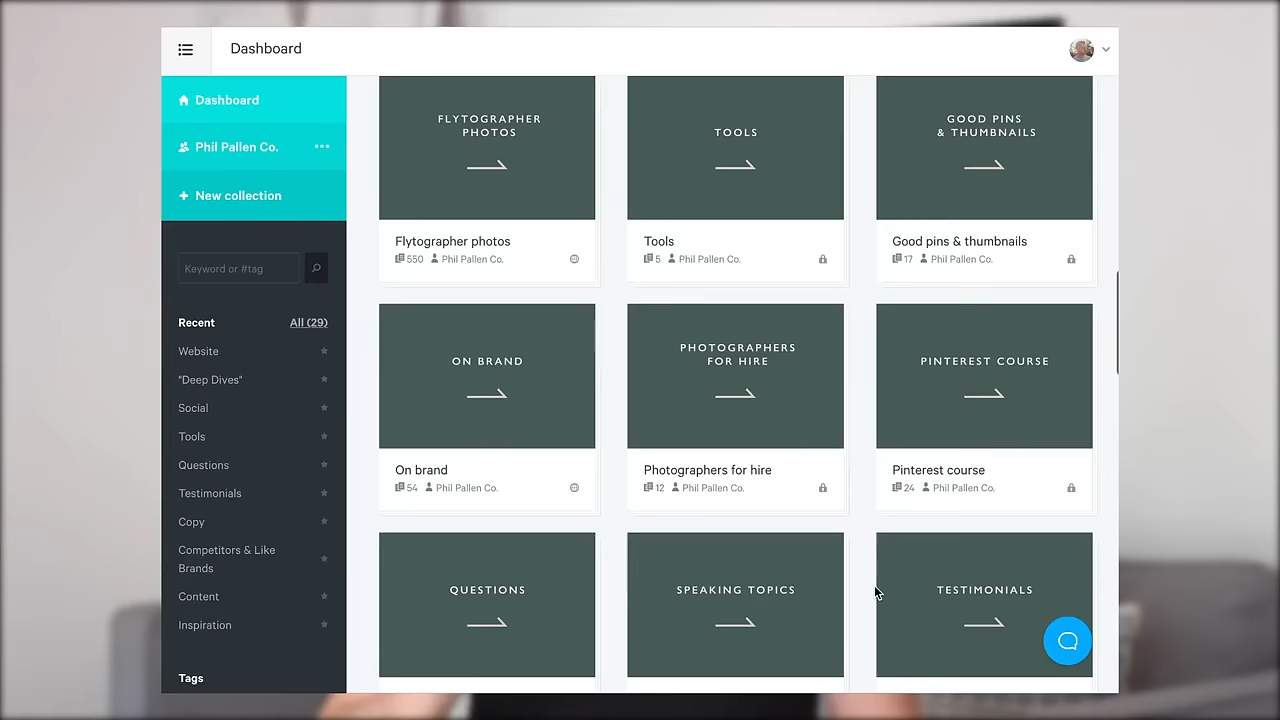 Dashboard
Dashboard
Phil Pallen Co.
New collection
Keyword or #tag
Recent All (29)
Website
"Deep Dives"
Social
Tools
Questions
Testimonials
Copy
Competitors & Like
Brands
Content
Inspiration
Tags
FLYTOGRAPHER
PHOTOS
Flytographer photos
550 Phil Pallen Co.
TOOLS
Tools
5 Phil Pallen Co.
GOOD PINS
& THUMBNAILS
Good pins & thumbnails
17 Phil Pallen Co.
ON BRAND
On brand
54 Phil Pallen Co.
PHOTOGRAPHERS
FOR HIRE
Photographers for hire
12 Phil Pallen Co.
PINTEREST COURSE
Pinterest course
24 Phil Pallen Co.
QUESTIONS
SPEAKING TOPICS
TESTIMONIALS